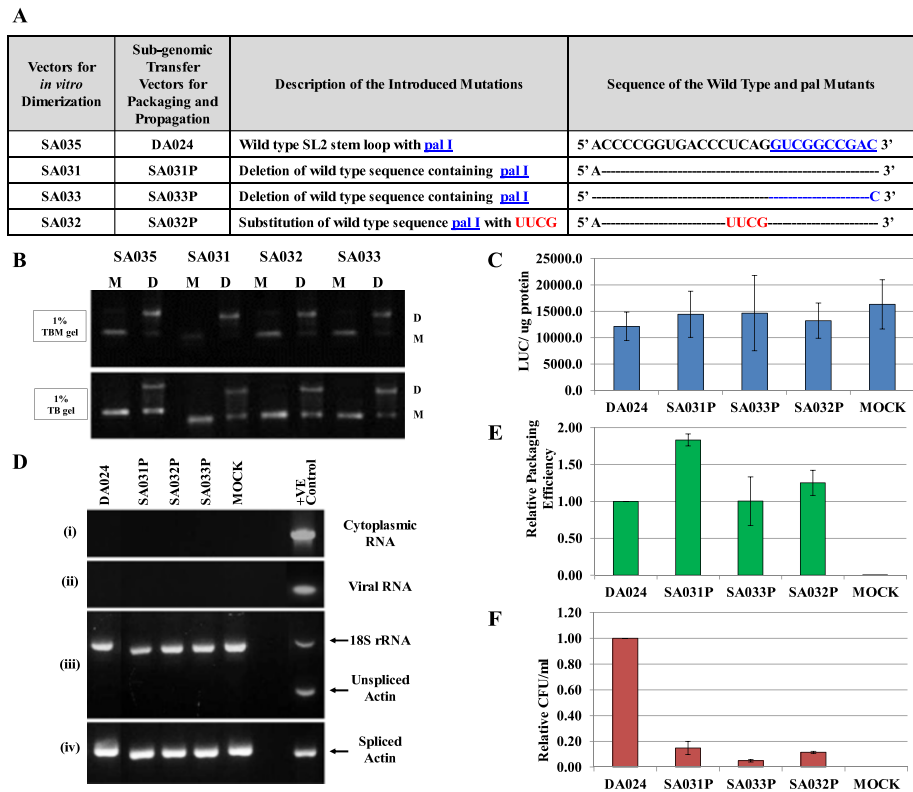 A
Vectors for
in vitro
Dimerization
Sub-genomic
Transfer
Vectors for
Packaging and
Propagation
Description of the Introduced Mutations
Sequence of the Wild Type and pal Mutants
SA035
DA024
Wild type SL2 stem loop with pal I
5' ACCCCGGUGACCCUCAGGUCGGCCGAC 3'
SA031
SA031P
Deletion of wild type sequence containing pal I
5' A---------------------------------------------------- 3'
SA033
SA033P
Deletion of wild type sequence containing pal I
5' -----------------------------------------------------C 3'
SA032
SA032P
Substitution of wild type sequence pal I with UUCG
5' A------------------------UUCG--------------------- 3'
B
SA035 SA031 SA032 SA033
M D M D M D M D
1%
TBM gel
D
M
1%
TB gel
D
M
C
LUC/ ug protein
25000.0
20000.0
15000.0
10000.0
5000.0
0.0
DA024 SA031P SA033P SA032P MOCK
D
DA024
SA031P
SA032P
SA033P
MOCK
+VE
Control
(i)
Cytoplasmic
RNA
(ii)
Viral RNA
(iii)
18S rRNA
Unspliced
Actin
(iv)
Spliced
Actin
E
Relative Packaging
Efficiency
2.00
1.50
1.00
0.50
0.00
DA024 SA031P SA033P SA032P MOCK
F
Relative CFU/ml
1.20
1.00
0.80
0.60
0.40
0.20
0.00
DA024 SA031P SA033P SA032P MOCK